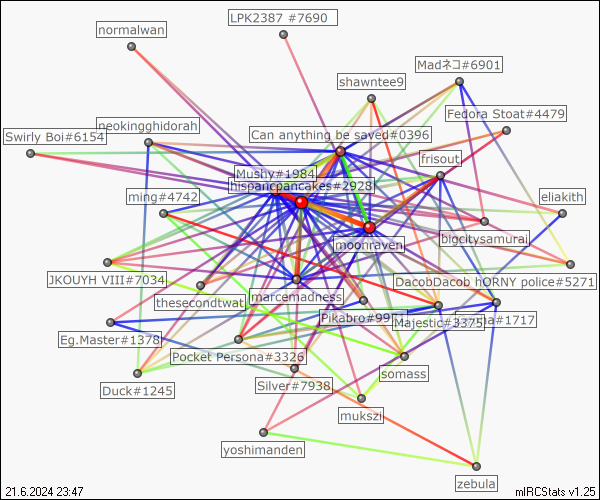 LPK2387 #7690
normalwan
Madネコ#6901
shawntee9
Fedora Stoat#4479
neokingghidorah
Swirly Boi#6154
Can anything be saved#0396
frisout
Mushy#1984
hispancpancakes#2928
ming#4742
eliakith
bigcitysamurai
moonraven
JKOUYH VIII#7034
DacobDacob hORNY police#5271
thesecondtwat
marcemadness
Pikabro#99
Majestic#3375
a#1717
Eg.Master#1378
Pocket Persona#3326
somass
Silver#7938
Duck#1245
mukszi
yoshimanden
zebula
21.6.2024 23:47
mIRCStats v1.25